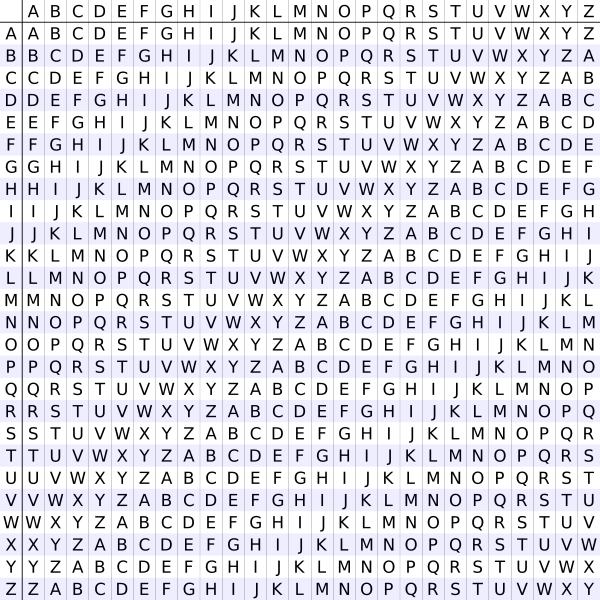 A B C D E F G H I J K L M N O P Q R S T U V W X Y Z
A A B C D E F G H I J K L M N O P Q R S T U V W X Y Z
B B C D E F G H I J K L M N O P Q R S T U V W X Y Z A
C C D E F G H I J K L M N O P Q R S T U V W X Y Z A B
D D E F G H I J K L M N O P Q R S T U V W X Y Z A B C
E E F G H I J K L M N O P Q R S T U V W X Y Z A B C D
F F G H I J K L M N O P Q R S T U V W X Y Z A B C D E
G G H I J K L M N O P Q R S T U V W X Y Z A B C D E F
H H I J K L M N O P Q R S T U V W X Y Z A B C D E F G
I I J K L M N O P Q R S T U V W X Y Z A B C D E F G H
J J K L M N O P Q R S T U V W X Y Z A B C D E F G H I
K K L M N O P Q R S T U V W X Y Z A B C D E F G H I J
L L M N O P Q R S T U V W X Y Z A B C D E F G H I J K
M M N O P Q R S T U V W X Y Z A B C D E F G H I J K L
N N O P Q R S T U V W X Y Z A B C D E F G H I J K L M
O O P Q R S T U V W X Y Z A B C D E F G H I J K L M N
P P Q R S T U V W X Y Z A B C D E F G H I J K L M N O
Q Q R S T U V W X Y Z A B C D E F G H I J K L M N O P
R R S T U V W X Y Z A B C D E F G H I J K L M N O P Q
S S T U V W X Y Z A B C D E F G H I J K L M N O P Q R
T T U V W X Y Z A B C D E F G H I J K L M N O P Q R S
U U V W X Y Z A B C D E F G H I J K L M N O P Q R S T
V V W X Y Z A B C D E F G H I J K L M N O P Q R S T U
W W X Y Z A B C D E F G H I J K L M N O P Q R S T U V
X X Y Z A B C D E F G H I J K L M N O P Q R S T U V W
Y Y Z A B C D E F G H I J K L M N O P Q R S T U V W X
Z Z A B C D E F G H I J K L M N O P Q R S T U V W X Y